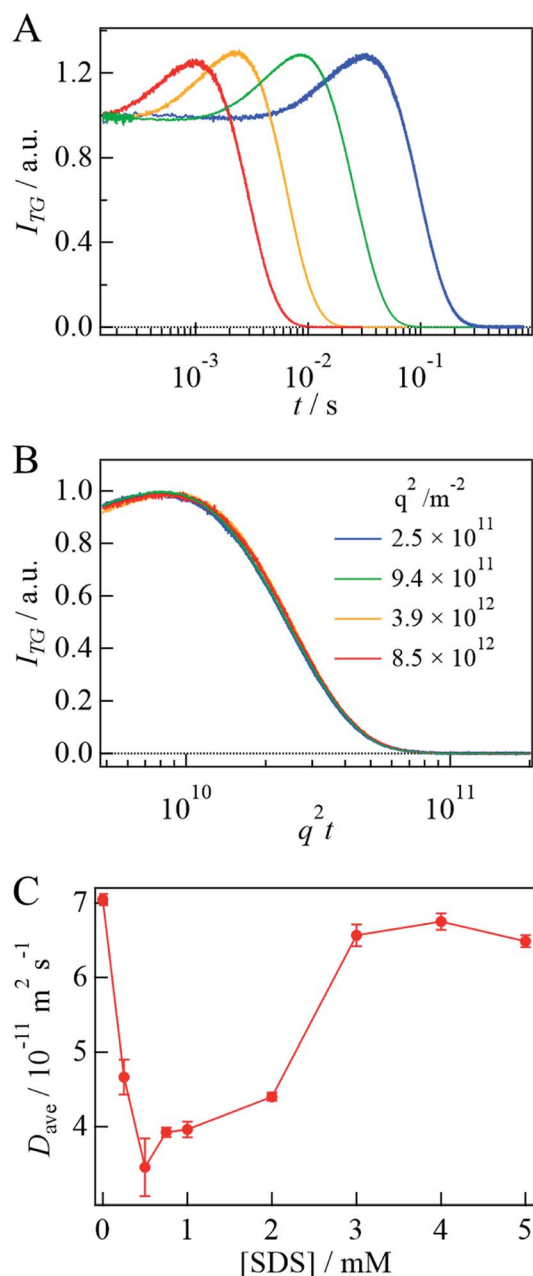 A
I_TG / a.u.
1.2
0.8
0.4
0.0
10^-3 10^-2 10^-1
t / s
B
I_TG / a.u.
1.0
0.8
0.6
0.4
0.2
0.0
q^2 /m^-2
2.5 × 10^11
9.4 × 10^11
3.9 × 10^12
8.5 × 10^12
10^10 10^11
q^2 t
C
D_ave / 10^-11 m^2 s^-1
7
6
5
4
0 1 2 3 4 5
[SDS] / mM